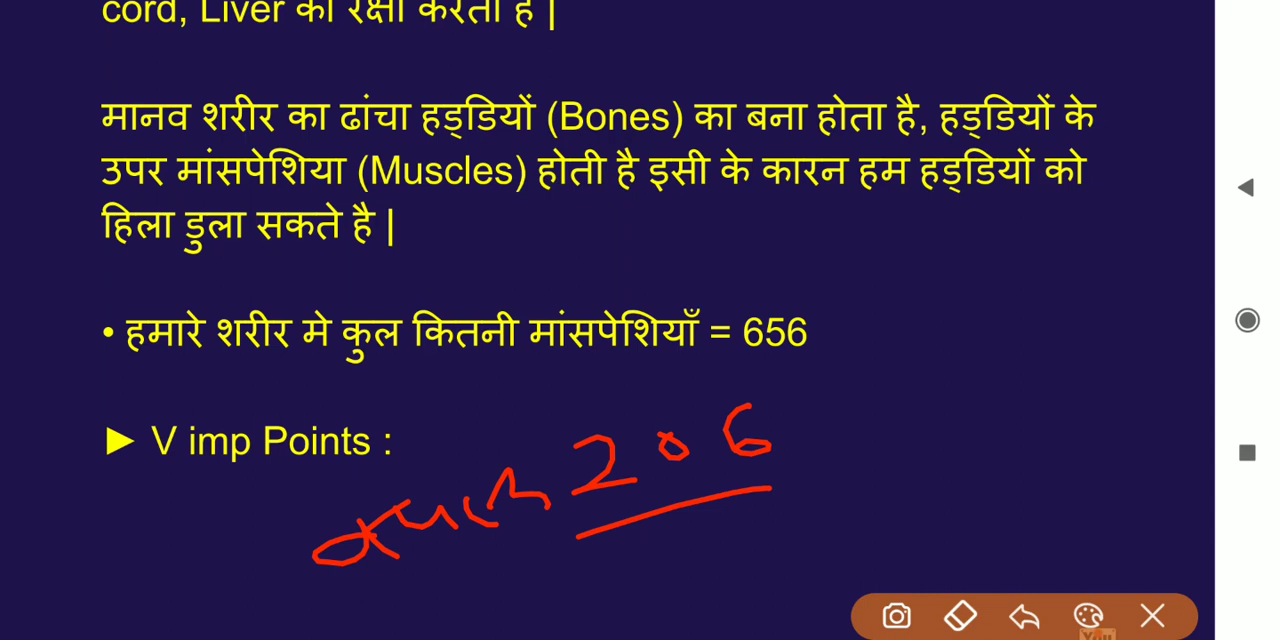 cord, Liver की रक्षा करता है |
मानव शरीर का ढांचा हड्डियों (Bones) का बना होता है, हड्डियों के
उपर मांसपेशिया (Muscles) होती है इसी के कारन हम हड्डियों को
हिला डुला सकते है |
• हमारे शरीर मे कुल कितनी मांसपेशियाँ = 656
► V imp Points :
206
You